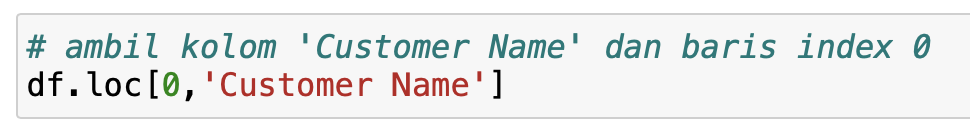 # ambil kolom 'Customer Name' dan baris index 0
df.loc[0,'Customer Name']